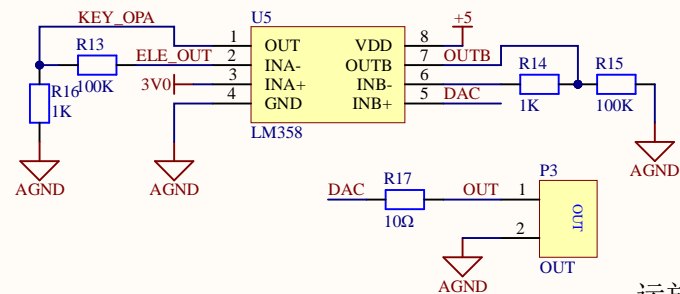 KEY_OPA
U5
+5
R13
ELE_OUT
100K
R16
1K
3V0
1 OUT VDD 8
2 INA- OUTB 7 OUTB
3 INA+ INB- 6
4 GND INB+ 5 DAC
LM358
R14
1K
R15
100K
AGND
AGND
AGND
P3
DAC
R17
10Ω
OUT
1
2
OUT
OUT
AGND